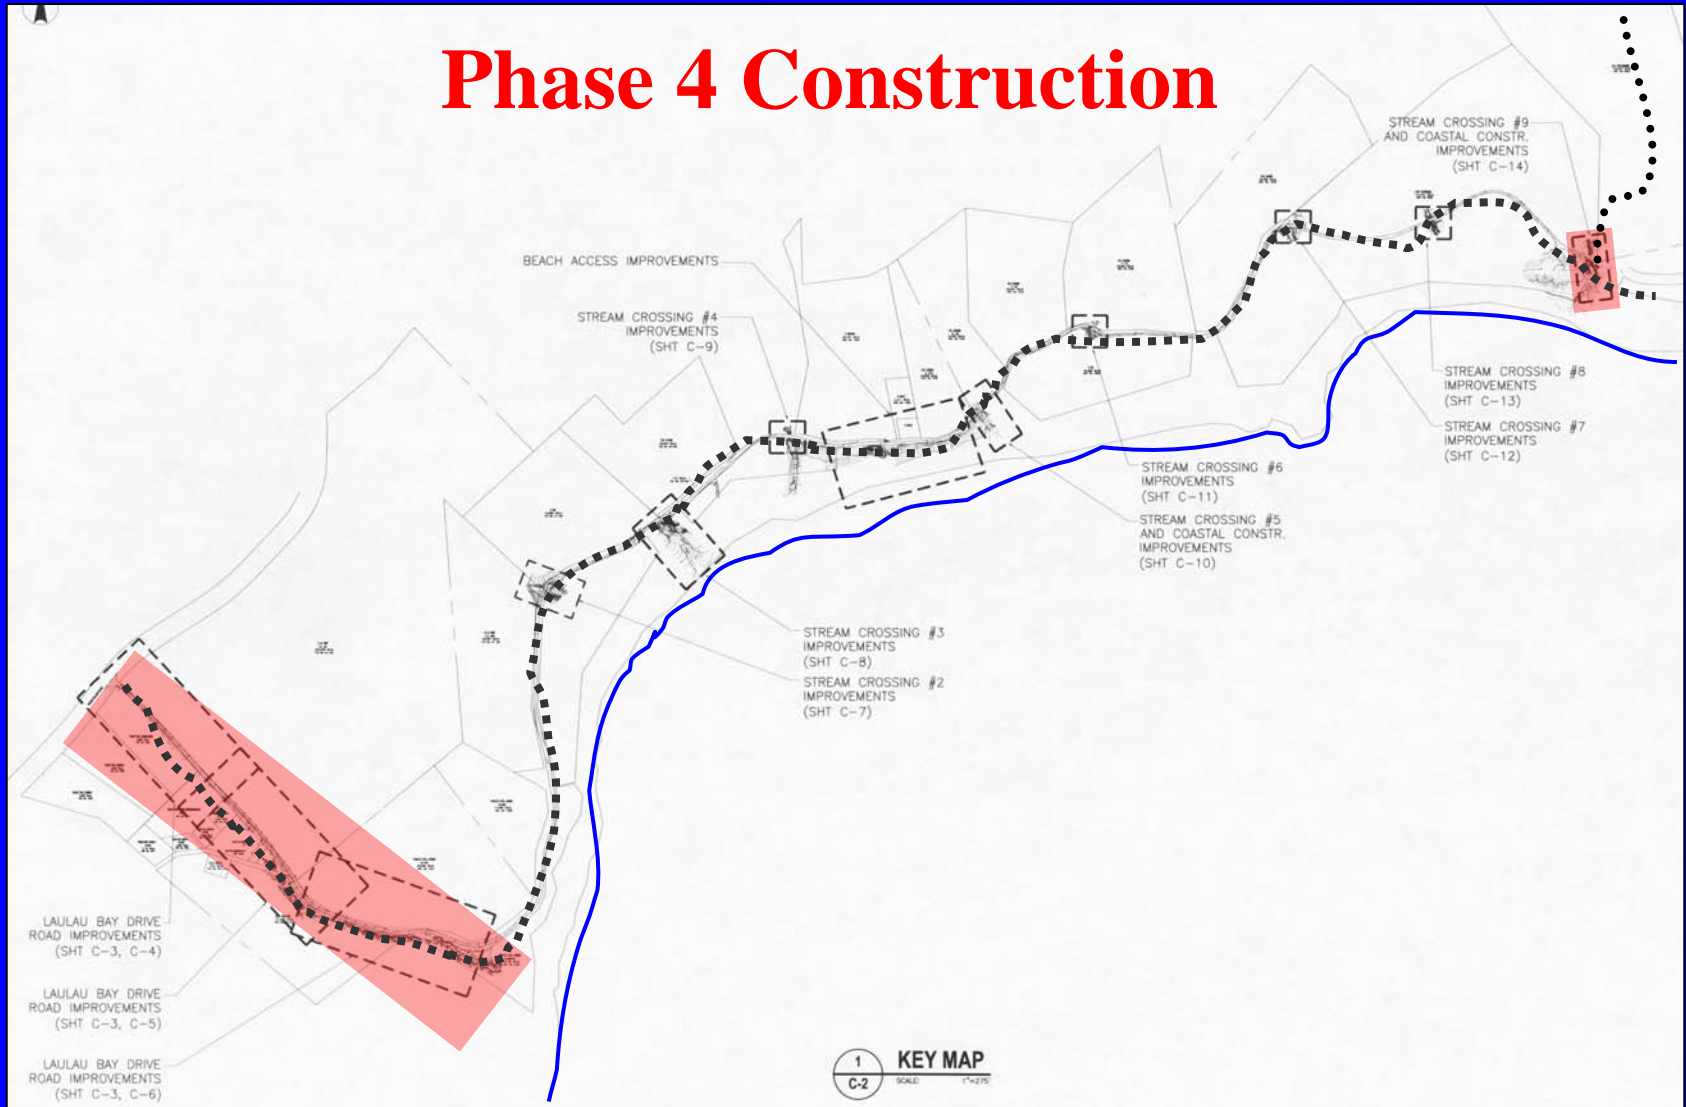 Phase 4 Construction
STREAM CROSSING #9
AND COASTAL CONSTR.
IMPROVEMENTS
(SHT C-14)
BEACH ACCESS IMPROVEMENTS
STREAM CROSSING #4
IMPROVEMENTS
(SHT C-9)
STREAM CROSSING #8
IMPROVEMENTS
(SHT C-13)
STREAM CROSSING #7
IMPROVEMENTS
(SHT C-12)
STREAM CROSSING #6
IMPROVEMENTS
(SHT C-11)
STREAM CROSSING #5
AND COASTAL CONSTR.
IMPROVEMENTS
(SHT C-10)
STREAM CROSSING #3
IMPROVEMENTS
(SHT C-8)
STREAM CROSSING #2
IMPROVEMENTS
(SHT C-7)
LAULAU BAY DRIVE
ROAD IMPROVEMENTS
(SHT C-3, C-4)
LAULAU BAY DRIVE
ROAD IMPROVEMENTS
(SHT C-3, C-5)
LAULAU BAY DRIVE
ROAD IMPROVEMENTS
(SHT C-3, C-6)
1
C-2
KEY MAP
SCALE: 1"=275'